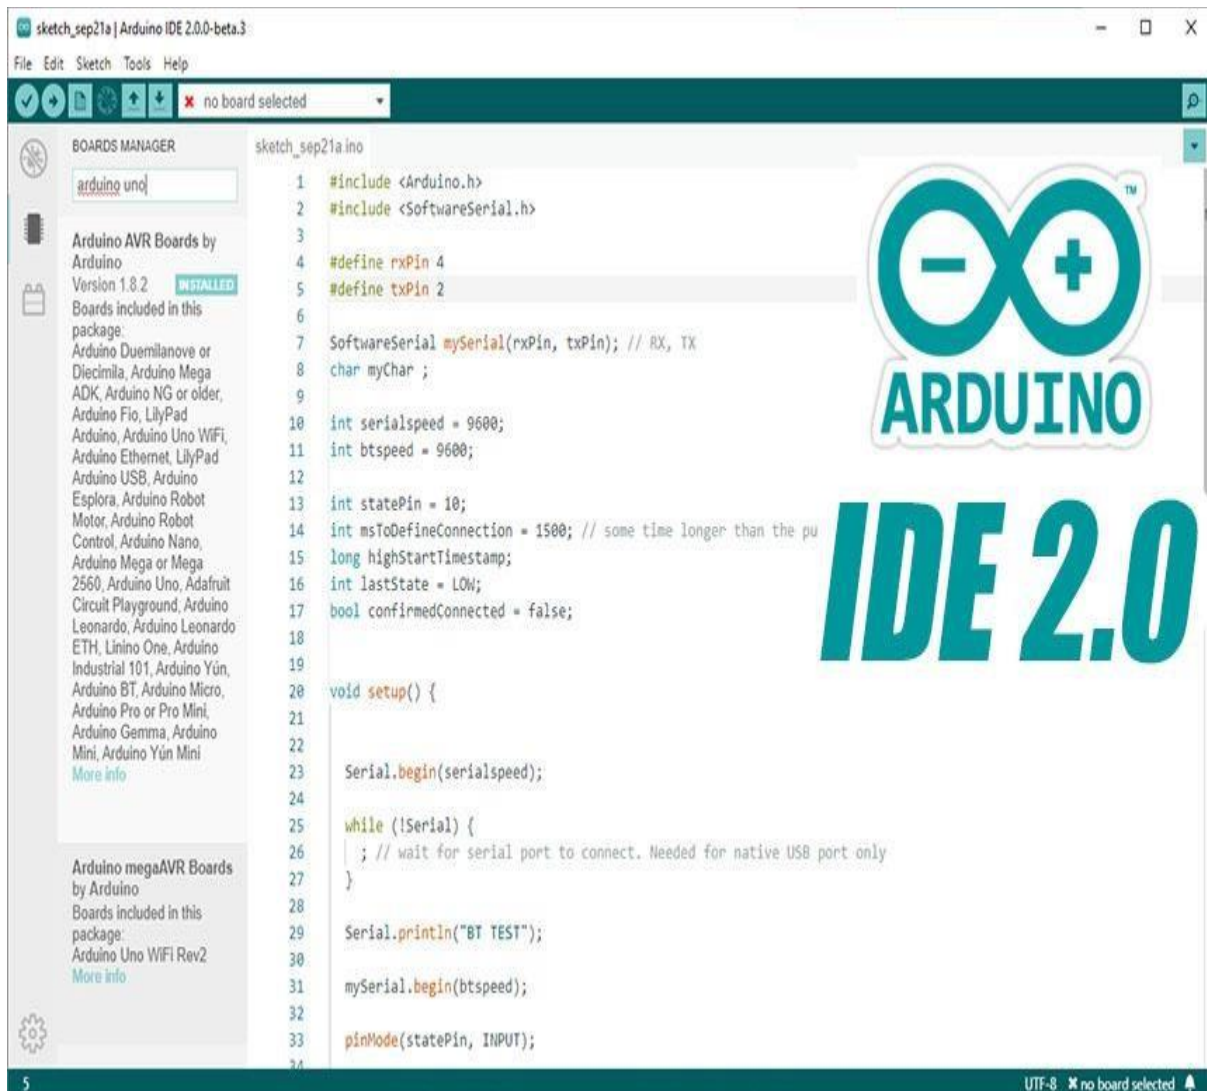 sketch_sep21a | Arduino IDE 2.0.0-beta.3
File Edit Sketch Tools Help
no board selected
BOARDS MANAGER
arduino uno
Arduino AVR Boards by
Arduino
Version 1.8.2 INSTALLED
Boards included in this
package:
Arduino Duemilanove or
Diecimila, Arduino Mega
ADK, Arduino NG or older,
Arduino Fio, LilyPad
Arduino, Arduino Uno WiFi,
Arduino Ethernet, LilyPad
Arduino USB, Arduino
Esplora, Arduino Robot
Motor, Arduino Robot
Control, Arduino Nano,
Arduino Mega or Mega
2560, Arduino Uno, Adafruit
Circuit Playground, Arduino
Leonardo, Arduino Leonardo
ETH, Linino One, Arduino
Industrial 101, Arduino Yún,
Arduino BT, Arduino Micro,
Arduino Pro or Pro Mini,
Arduino Gemma, Arduino
Mini, Arduino Yún Mini
More info
Arduino megaAVR Boards
by Arduino
Boards included in this
package:
Arduino Uno WiFi Rev2
More info
sketch_sep21a.ino
1 #include <Arduino.h>
2 #include <SoftwareSerial.h>
3
4 #define rxPin 4
5 #define txPin 2
6
7 SoftwareSerial mySerial(rxPin, txPin); // RX, TX
8 char myChar ;
9
10 int serialspeed = 9600;
11 int btspeed = 9600;
12
13 int statePin = 10;
14 int msToDefineConnection = 1500; // some time longer than the pu
15 long highStartTimestamp;
16 int lastState = LOW;
17 bool confirmedConnected = false;
18
19
20 void setup() {
21
22
23 Serial.begin(serialspeed);
24
25 while (!Serial) {
26 ; // wait for serial port to connect. Needed for native USB port only
27 }
28
29 Serial.println("BT TEST");
30
31 mySerial.begin(btspeed);
32
33 pinMode(statePin, INPUT);
34
TM
ARDUINO
IDE 2.0
5
UTF-8 no board selected